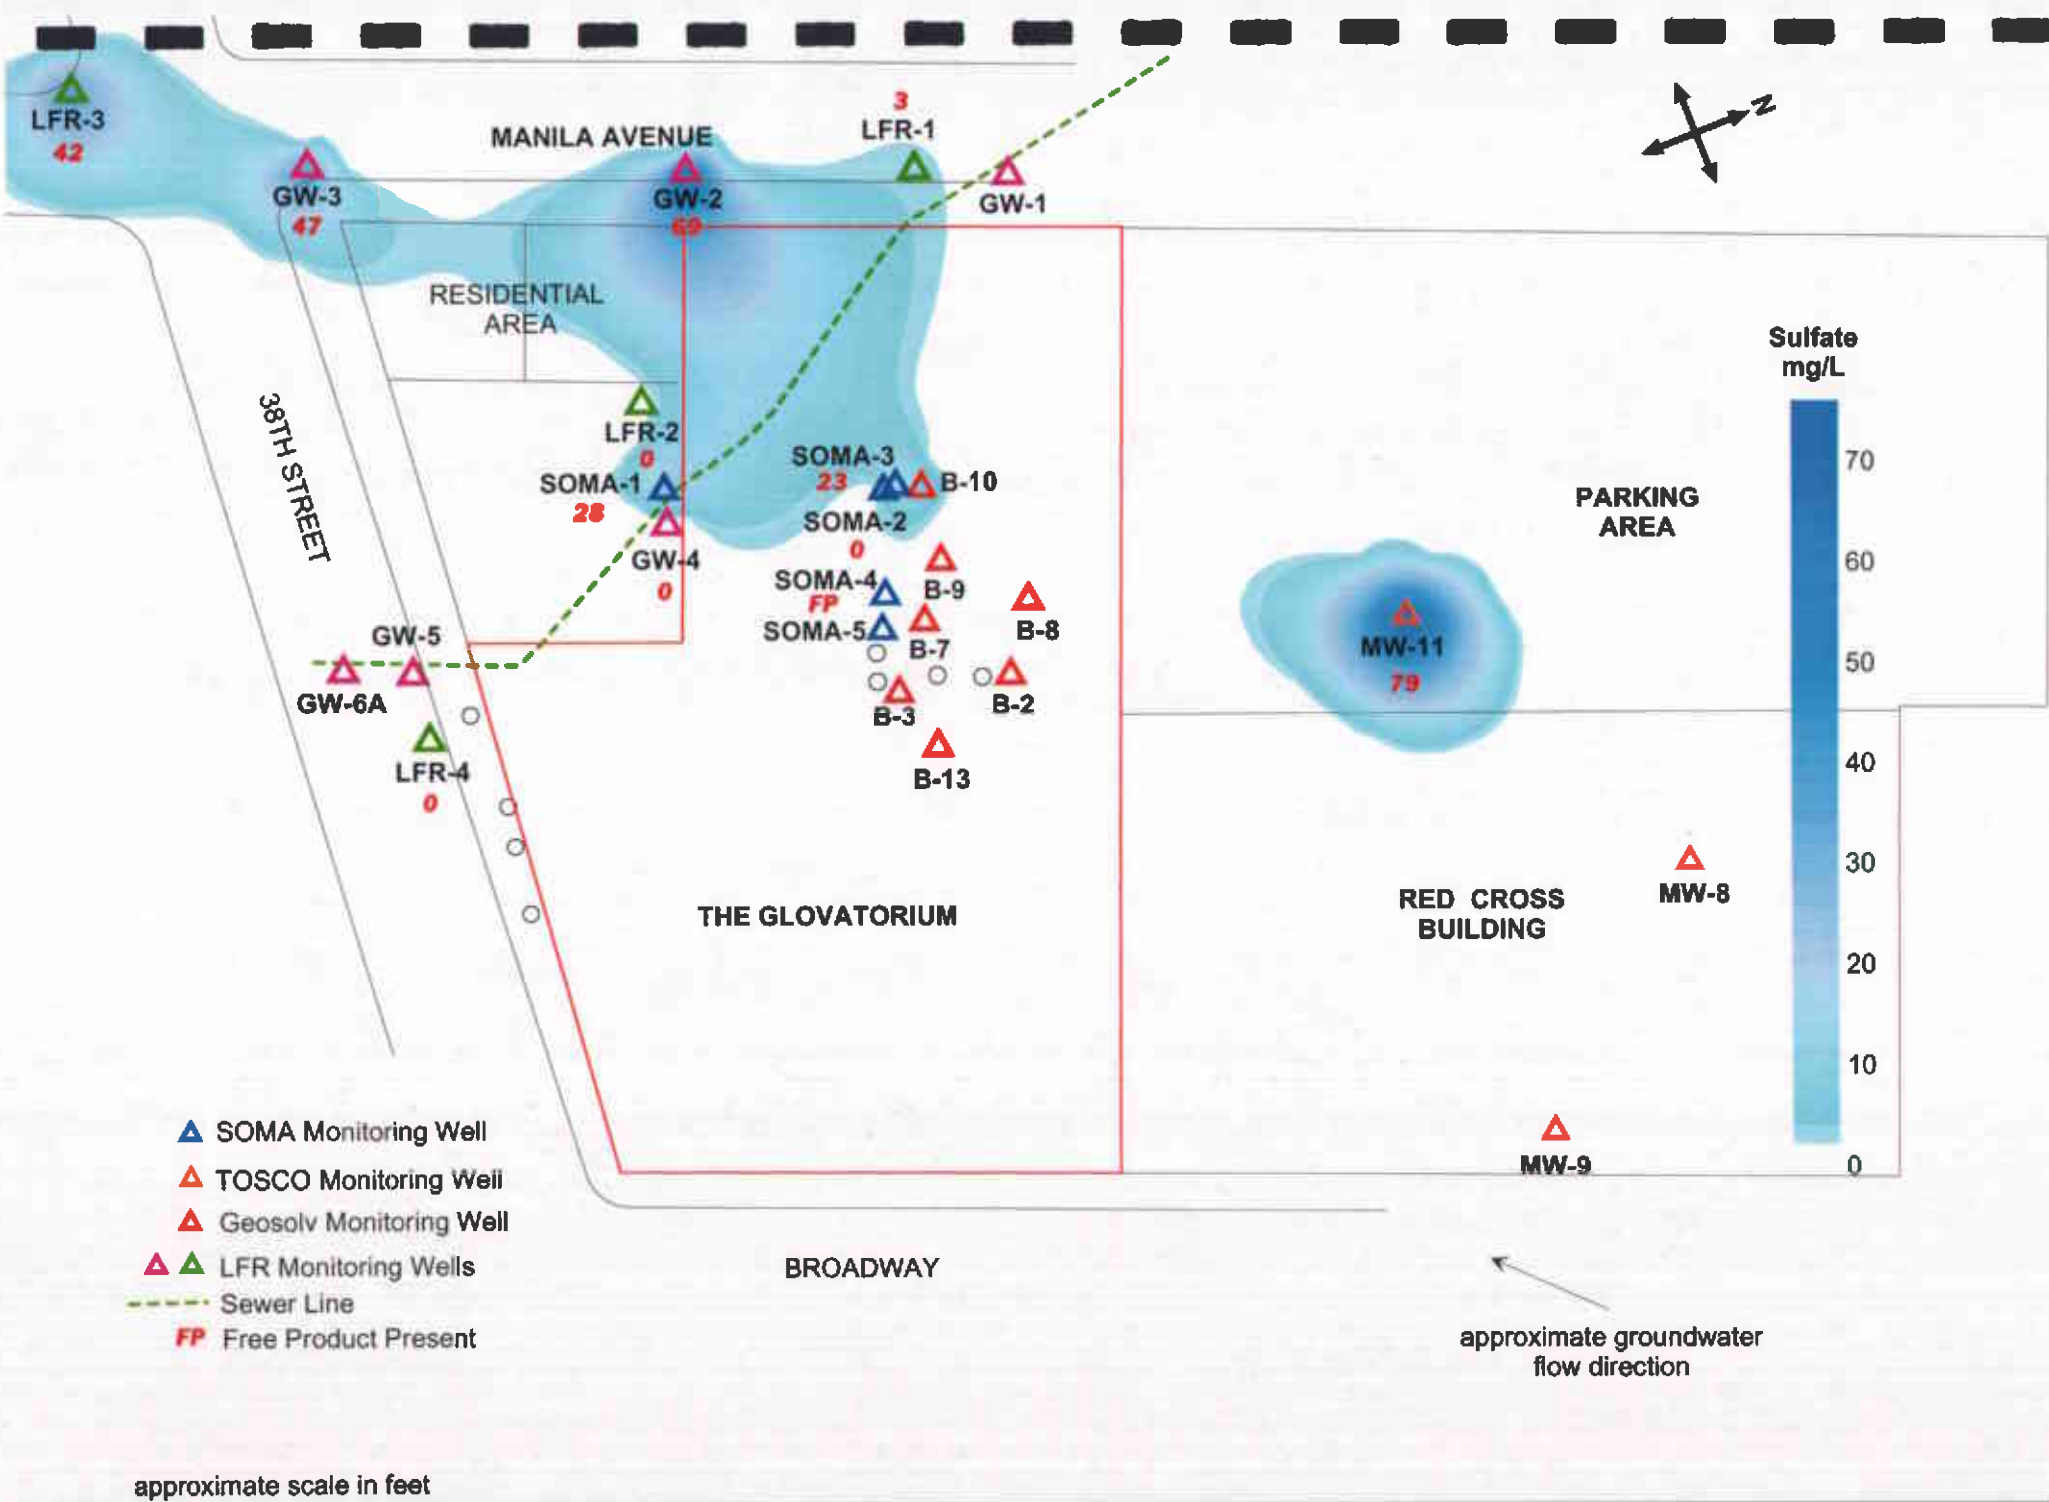 3
LFR-1
LFR-3
42
MANILA AVENUE
N
GW-3
47
GW-2
69
GW-1
RESIDENTIAL
AREA
Sulfate
mg/L
38TH STREET
LFR-2
0
SOMA-1
28
GW-4
0
SOMA-3
23
B-10
SOMA-2
0
SOMA-4
FP
B-9
SOMA-5
B-7
B-8
B-3
B-2
B-13
PARKING
AREA
MW-11
79
70
60
50
40
30
20
10
0
GW-5
GW-6A
LFR-4
0
MW-8
THE GLOVATORIUM
RED CROSS
BUILDING
MW-9
SOMA Monitoring Well
TOSCO Monitoring Well
Geosolv Monitoring Well
LFR Monitoring Wells
Sewer Line
FP Free Product Present
BROADWAY
approximate groundwater
flow direction
approximate scale in feet